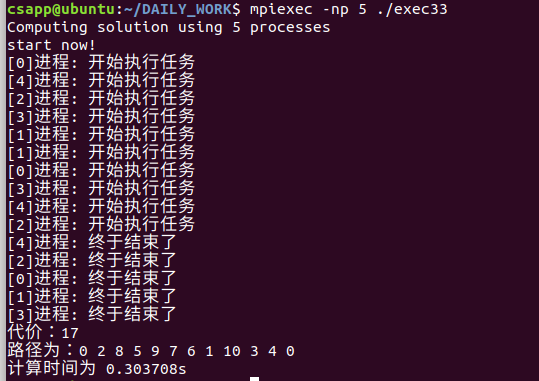 csapp@ubuntu:~/DAILY_WORK$ mpiexec -np 5 ./exec33
Computing solution using 5 processes
start now!
[0]进程: 开始执行任务
[4]进程: 开始执行任务
[2]进程: 开始执行任务
[3]进程: 开始执行任务
[1]进程: 开始执行任务
[1]进程: 开始执行任务
[0]进程: 开始执行任务
[3]进程: 开始执行任务
[4]进程: 开始执行任务
[2]进程: 开始执行任务
[4]进程: 终于结束了
[2]进程: 终于结束了
[0]进程: 终于结束了
[1]进程: 终于结束了
[3]进程: 终于结束了
代价：17
路径为：0 2 8 5 9 7 6 1 10 3 4 0
计算时间为 0.303708s